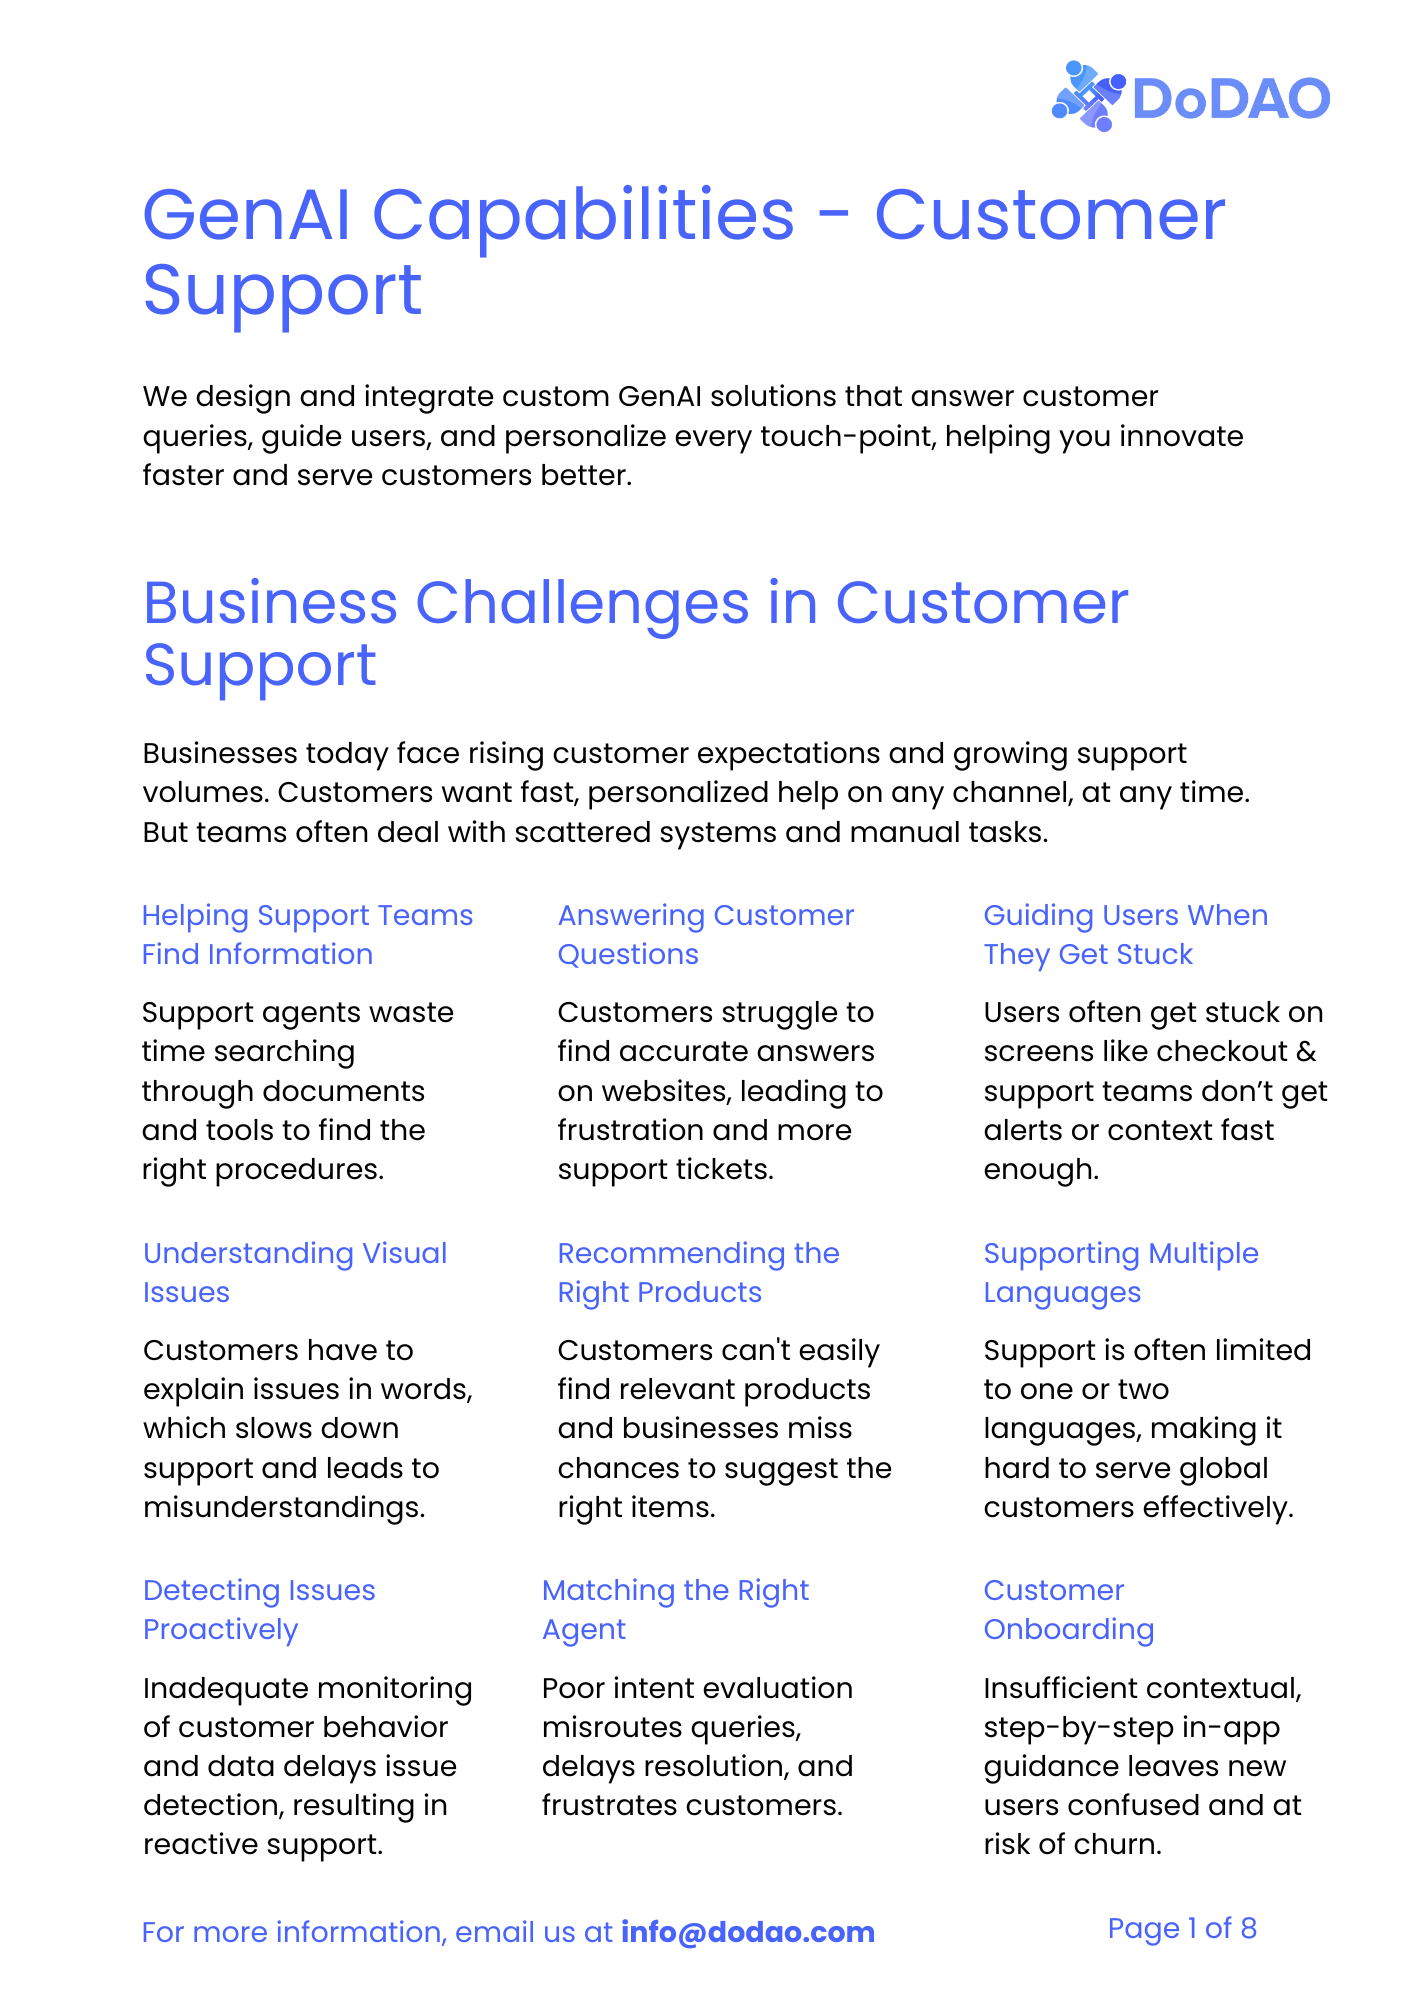 DoDAO
GenAI Capabilities - Customer
Support
We design and integrate custom GenAI solutions that answer customer
queries, guide users, and personalize every touch-point, helping you innovate
faster and serve customers better.
Business Challenges in Customer
Support
Businesses today face rising customer expectations and growing support
volumes. Customers want fast, personalized help on any channel, at any time.
But teams often deal with scattered systems and manual tasks.
Helping Support Teams
Find Information
Support agents waste
time searching
through documents
and tools to find the
right procedures.
Answering Customer
Questions
Customers struggle to
find accurate answers
on websites, leading to
frustration and more
support tickets.
Guiding Users When
They Get Stuck
Users often get stuck on
screens like checkout &
support teams don’t get
alerts or context fast
enough.
Understanding Visual
Issues
Customers have to
explain issues in words,
which slows down
support and leads to
misunderstandings.
Recommending the
Right Products
Customers can't easily
find relevant products
and businesses miss
chances to suggest the
right items.
Supporting Multiple
Languages
Support is often limited
to one or two
languages, making it
hard to serve global
customers effectively.
Detecting Issues
Proactively
Inadequate monitoring
of customer behavior
and data delays issue
detection, resulting in
reactive support.
Matching the Right
Agent
Poor intent evaluation
misroutes queries,
delays resolution, and
frustrates customers.
Customer
Onboarding
Insufficient contextual,
step-by-step in-app
guidance leaves new
users confused and at
risk of churn.
For more information, email us at info@dodao.com
Page 1 of 8